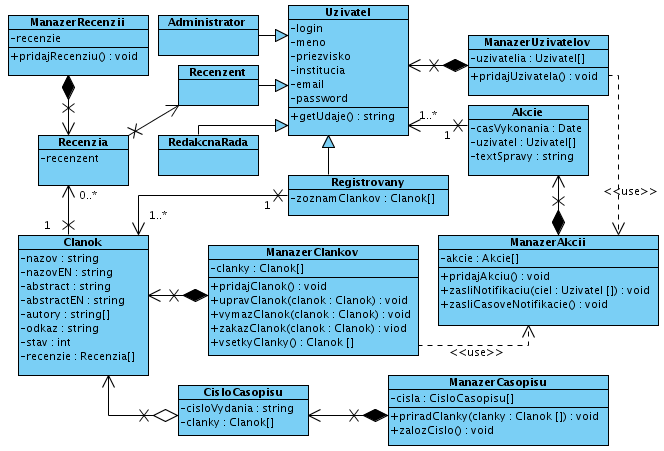 ManazerRecenzii
-recenzie
+pridajRecenziu() : void
Administrator
Recenzent
RedakcnaRada
Uzivatel
-login
-meno
-priezvisko
-institucia
-email
-password
+getUdaje() : string
ManazerUzivatelov
-uzivatelia : Uzivatel[]
+pridajUzivatela() : void
Akcie
-casVykonania : Date
-uzivatel : Uzivatel[]
-textSpravy : string
1..*
1
<<use>>
Recenzia
-recenzent
Registrovany
-zoznamClankov : Clanok[]
0..*
1
1
1..*
Clanok
-nazov : string
-nazovEN : string
-abstract : string
-abstractEN : string
-autory : string[]
-odkaz : string
-stav : int
-recenzie : Recenzia[]
ManazerClankov
-clanky : Clanok[]
+pridajClanok() : void
+upravClanok(clanok : Clanok) : void
+vymazClanok(clanok : Clanok) : void
+zakazClanok(clanok : Clanok) : void
+vsetkyClanky() : Clanok []
ManazerAkcii
-akcie : Akcie[]
+pridajAkciu() : void
+zasliNotifikaciu(ciel : Uzivatel []) : void
+zasliCasoveNotifikacie() : void
<<use>>
CisloCasopisu
-cisloVydania : string
-clanky : Clanok[]
ManazerCasopisu
-cisla : CisloCasopisu[]
+priradClanky(clanky : Clanok []) : void
+zalozCislo() : void